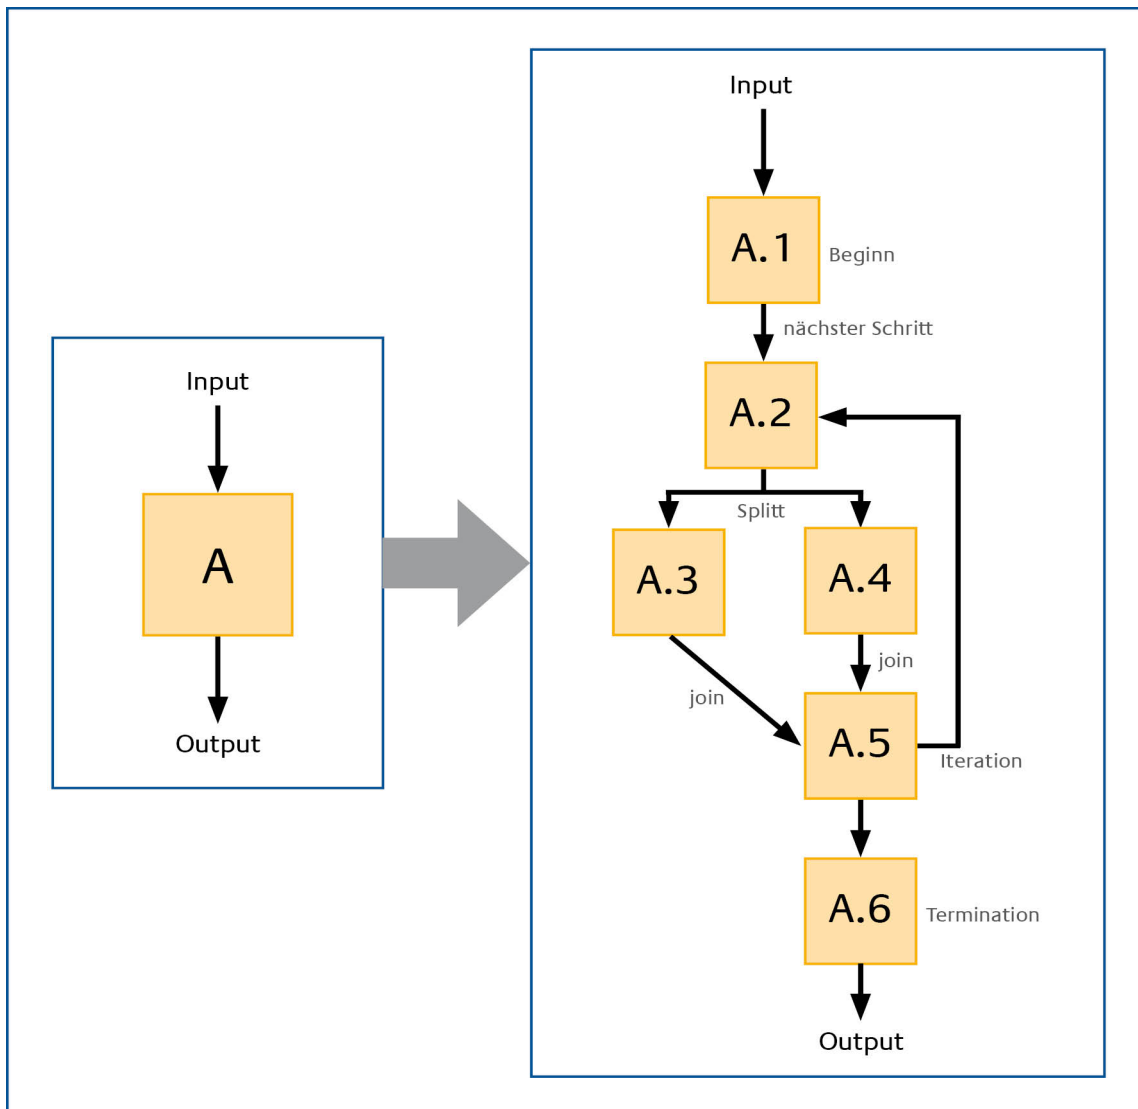 Input
A
Output
Input
A.1
Beginn
nächster Schritt
A.2
Splitt
A.3
A.4
join
join
A.5
Iteration
A.6
Termination
Output